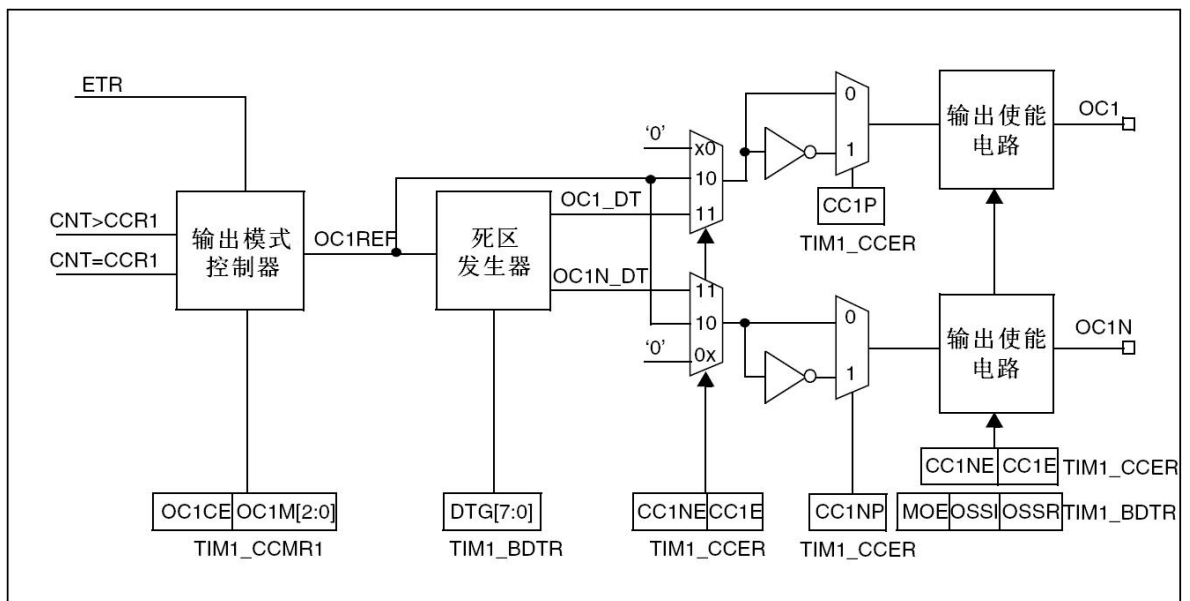 ETR
CNT>CCR1
CNT=CCR1
输出模式
控制器
OC1REF
OC1CE
OC1M[2:0]
TIM1_CCMR1
死区
发生器
OC1_DT
OC1N_DT
DTG[7:0]
TIM1_BDTR
'0'
x0
10
11
11
10
'0'
0x
CC1NE
CC1E
TIM1_CCER
0
1
CC1P
TIM1_CCER
0
1
CC1NP
TIM1_CCER
输出使能
电路
OC1
输出使能
电路
OC1N
CC1NE
CC1E
TIM1_CCER
MOE
OSSI
OSSR
TIM1_BDTR